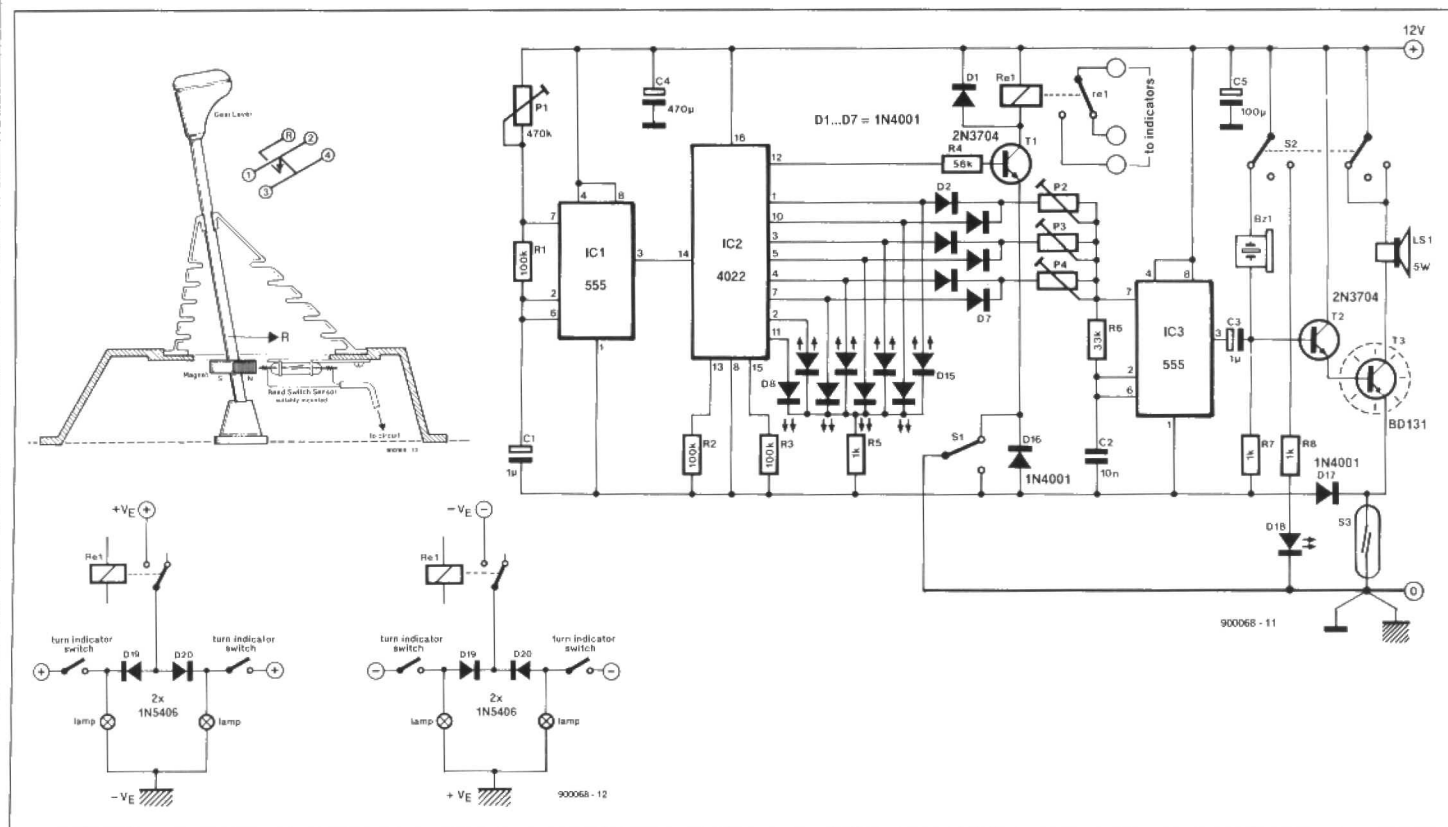 Gear Lever
R
2
4
1
3
R
Magnet
S
N
Reed Switch Sensor
suitably mounted
to circuit
12V
+
P1
470k
C4
470µ
D1
Re1
re1
to indicators
D1...D7 = 1N4001
2N3704
T1
R4
56k
C5
100µ
S2
16
12
1
10
3
5
4
7
2
11
14
13
8
15
IC2
4022
4
8
7
2
6
3
1
IC1
555
R1
100k
C1
1µ
R2
100k
R3
100k
D2
D7
P2
P3
P4
D8
D15
R5
1k
S1
D16
1N4001
R6
33k
C2
10n
4
8
7
2
6
3
1
IC3
555
C3
1µ
Bz1
LS1
5W
2N3704
T2
T3
BD131
R7
1k
R8
1k
1N4001
D17
D18
S3
0
900068 - 11
+VE +
Re1
turn indicator
switch
turn indicator
switch
+
D19
D20
+
2x
1N5406
lamp
lamp
-VE
-VE -
Re1
turn indicator
switch
turn indicator
switch
-
D19
D20
-
2x
1N5406
lamp
lamp
+VE
900068 - 12